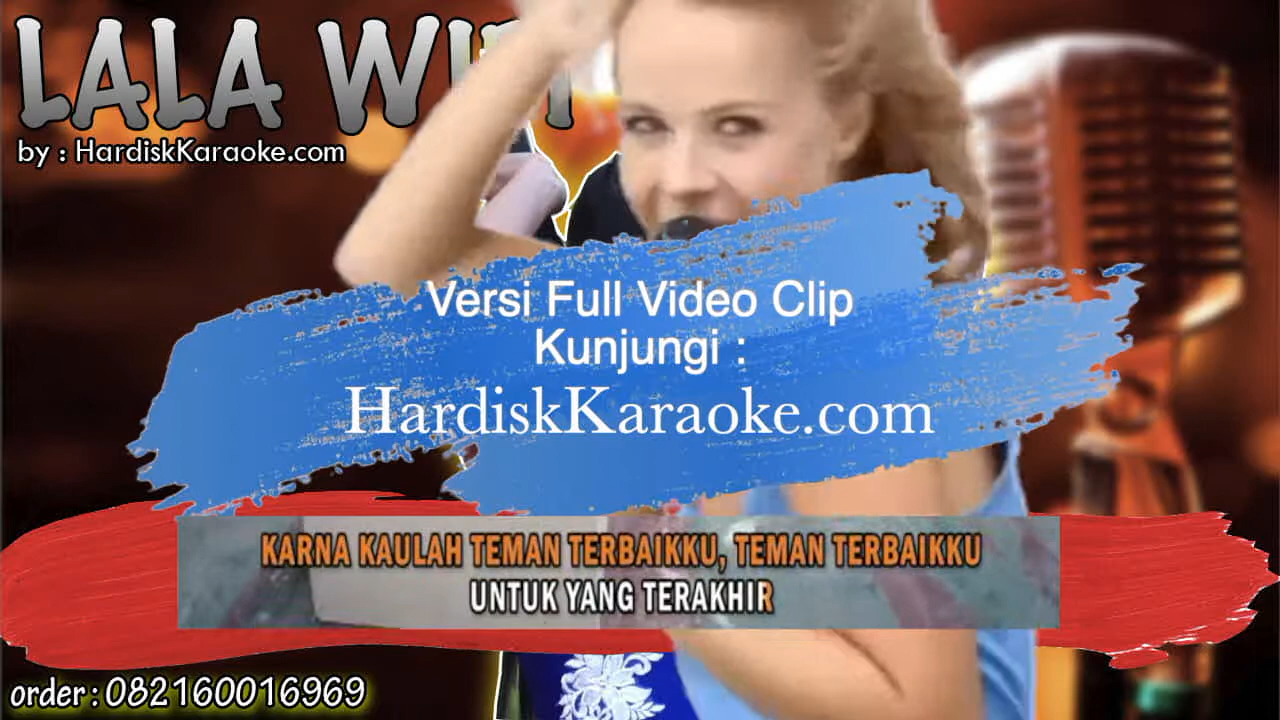 LALA
by : HardiskKaraoke.com
Versi Full Video Clip
Kunjungi :
HardiskKaraoke.com
KARNA KAULAH TEMAN TERBAIKKU, TEMAN TERBAIKKU
UNTUK YANG TERAKHIR
order : 082160016969